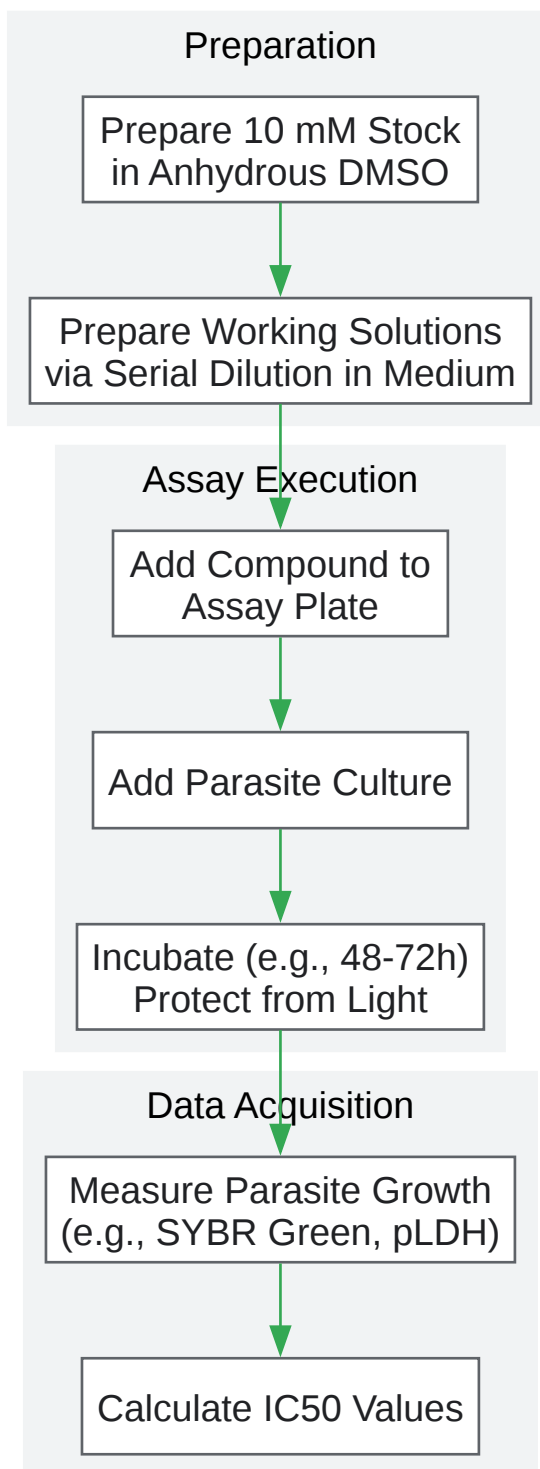 Preparation
Prepare 10 mM Stock
in Anhydrous DMSO
Prepare Working Solutions
via Serial Dilution in Medium
Assay Execution
Add Compound to
Assay Plate
Add Parasite Culture
Incubate (e.g., 48-72h)
Protect from Light
Data Acquisition
Measure Parasite Growth
(e.g., SYBR Green, pLDH)
Calculate IC50 Values